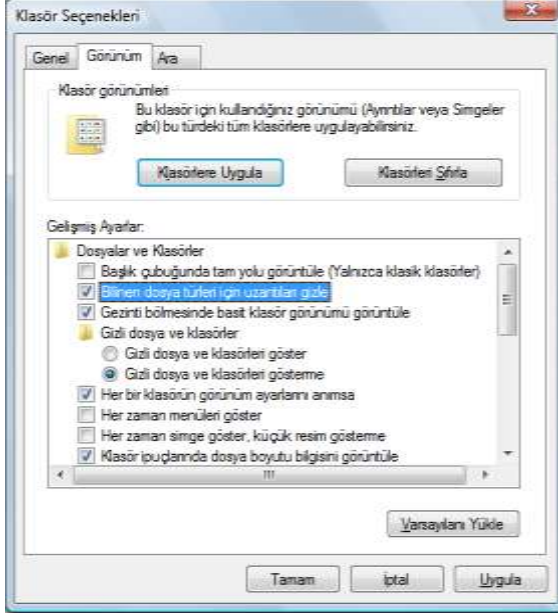 Klasör Seçenekleri
Genel Görünüm Ara
Klasör görünümleri
Bu klasör için kullandığınız görünümü (Ayrıntılar veya Simgeler
gibi) bu türdeki tüm klasörlere uygulayabilirsiniz.
Klasörlere Uygula Klasörleri Sıfırla
Gelişmiş Ayarlar:
Dosyalar ve Klasörler
Başlık çubuğunda tam yolu görüntüle (Yalnızca klasik klasörler)
Bilinen dosya türleri için uzantıları gizle
Gezinti bölmesinde basit klasör görünümü görüntüle
Gizli dosya ve klasörler
Gizli dosya ve klasörleri göster
Gizli dosya ve klasörleri gösterme
Her bir klasörün görünüm ayarlarını anımsa
Her zaman menüleri göster
Her zaman simge göster, küçük resim gösterme
Klasör ipuçlarında dosya boyutu bilgisini görüntüle
Varsayılanı Yükle
Tamam İptal Uygula